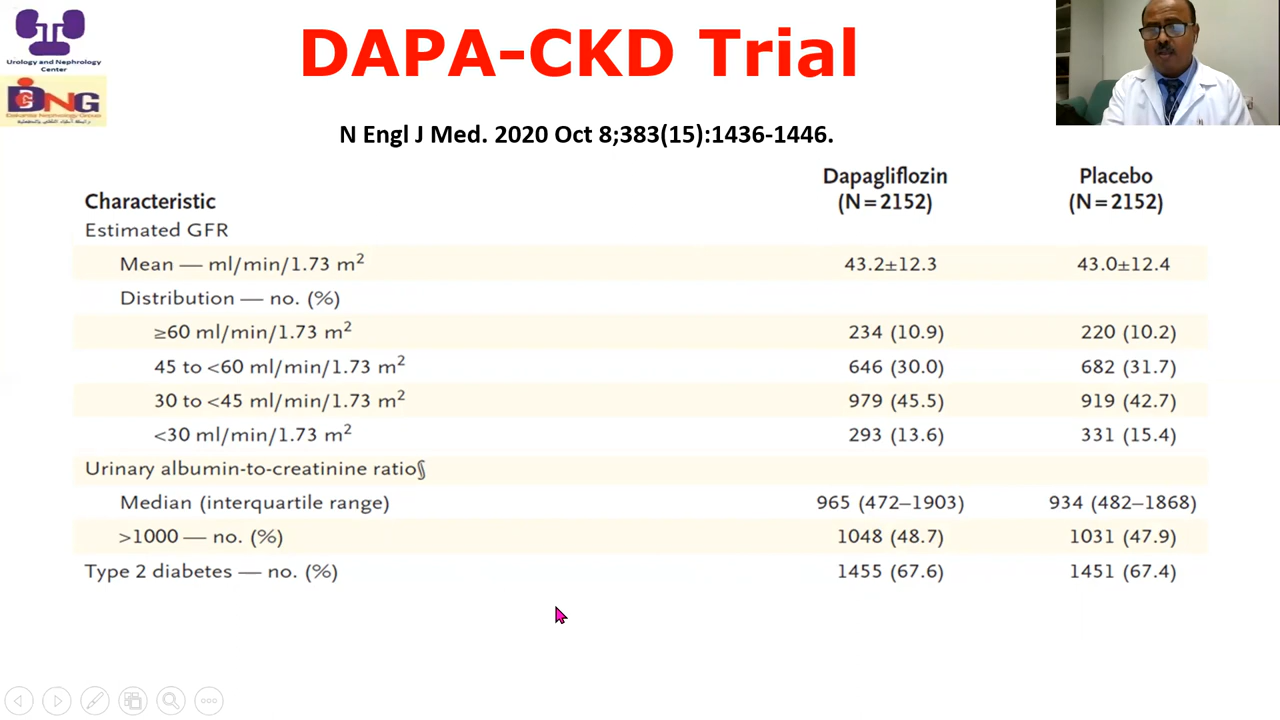 Urology and Nephrology
Center
DAPA-CKD Trial
N Engl J Med. 2020 Oct 8;383(15):1436-1446.
Characteristic Dapagliflozin (N=2152) Placebo (N=2152)
Estimated GFR
Mean — ml/min/1.73 m² 43.2±12.3 43.0±12.4
Distribution — no. (%)
≥60 ml/min/1.73 m² 234 (10.9) 220 (10.2)
45 to <60 ml/min/1.73 m² 646 (30.0) 682 (31.7)
30 to <45 ml/min/1.73 m² 979 (45.5) 919 (42.7)
<30 ml/min/1.73 m² 293 (13.6) 331 (15.4)
Urinary albumin-to-creatinine ratio§
Median (interquartile range) 965 (472–1903) 934 (482–1868)
>1000 — no. (%) 1048 (48.7) 1031 (47.9)
Type 2 diabetes — no. (%) 1455 (67.6) 1451 (67.4)